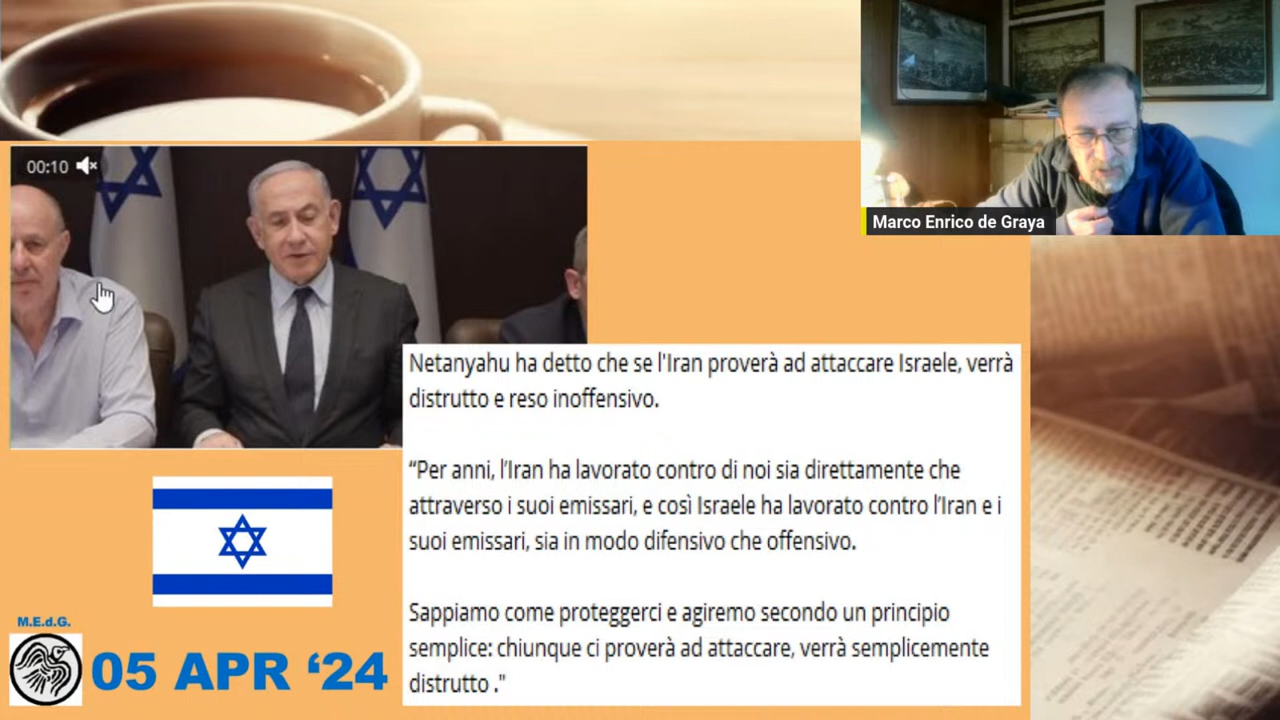 00:10
Marco Enrico de Graya
Netanyahu ha detto che se l'Iran proverà ad attaccare Israele, verrà
distrutto e reso inoffensivo.
“Per anni, l’Iran ha lavorato contro di noi sia direttamente che
attraverso i suoi emissari, e così Israele ha lavorato contro l’Iran e i
suoi emissari, sia in modo difensivo che offensivo.
Sappiamo come proteggerci e agiremo secondo un principio
semplice: chiunque ci proverà ad attaccare, verrà semplicemente
distrutto ."
M.E.d.G.
05 APR ‘24